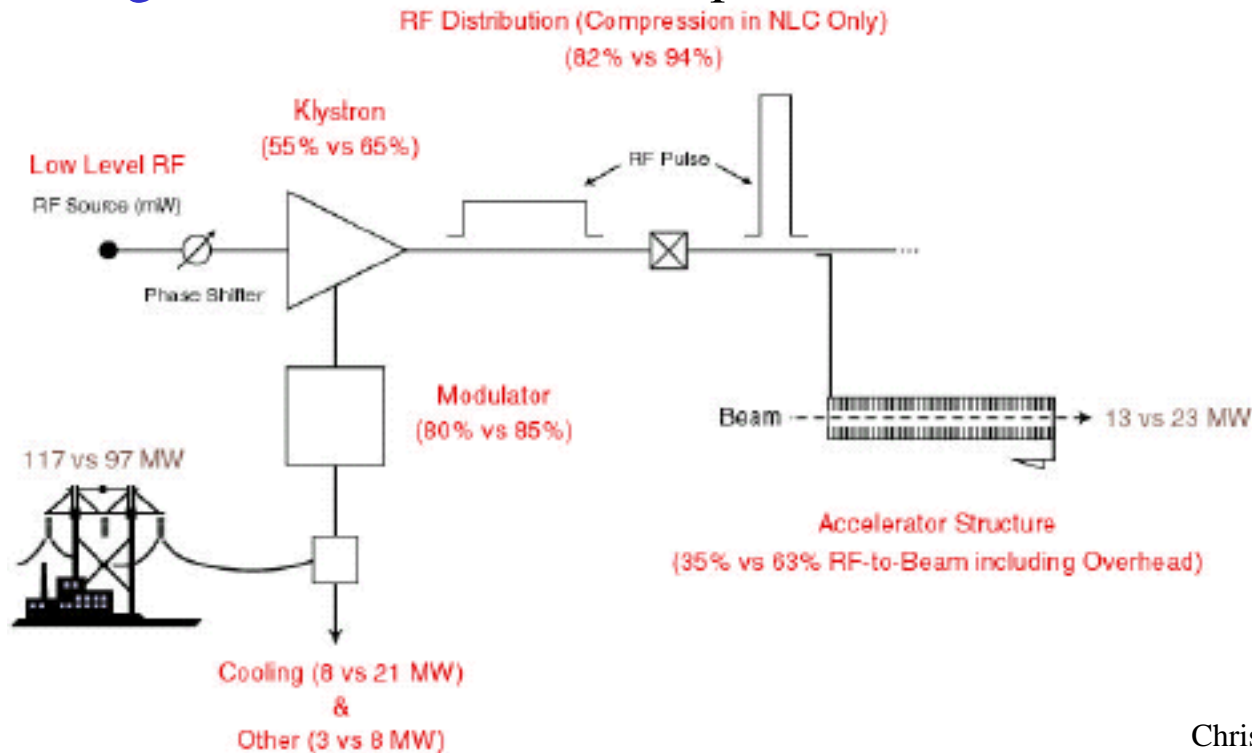 RF Distribution (Compression in NLC Only)
(82% vs 94%)
Klystron
(55% vs 65%)
Low Level RF
RF Source (mW)
RF Pulse
Phase Shifter
Modulator
(80% vs 85%)
Beam
13 vs 23 MW
117 vs 97 MW
Accelerator Structure
(35% vs 63% RF-to-Beam including Overhead)
Cooling (8 vs 21 MW)
&
Other (3 vs 8 MW)
Chris